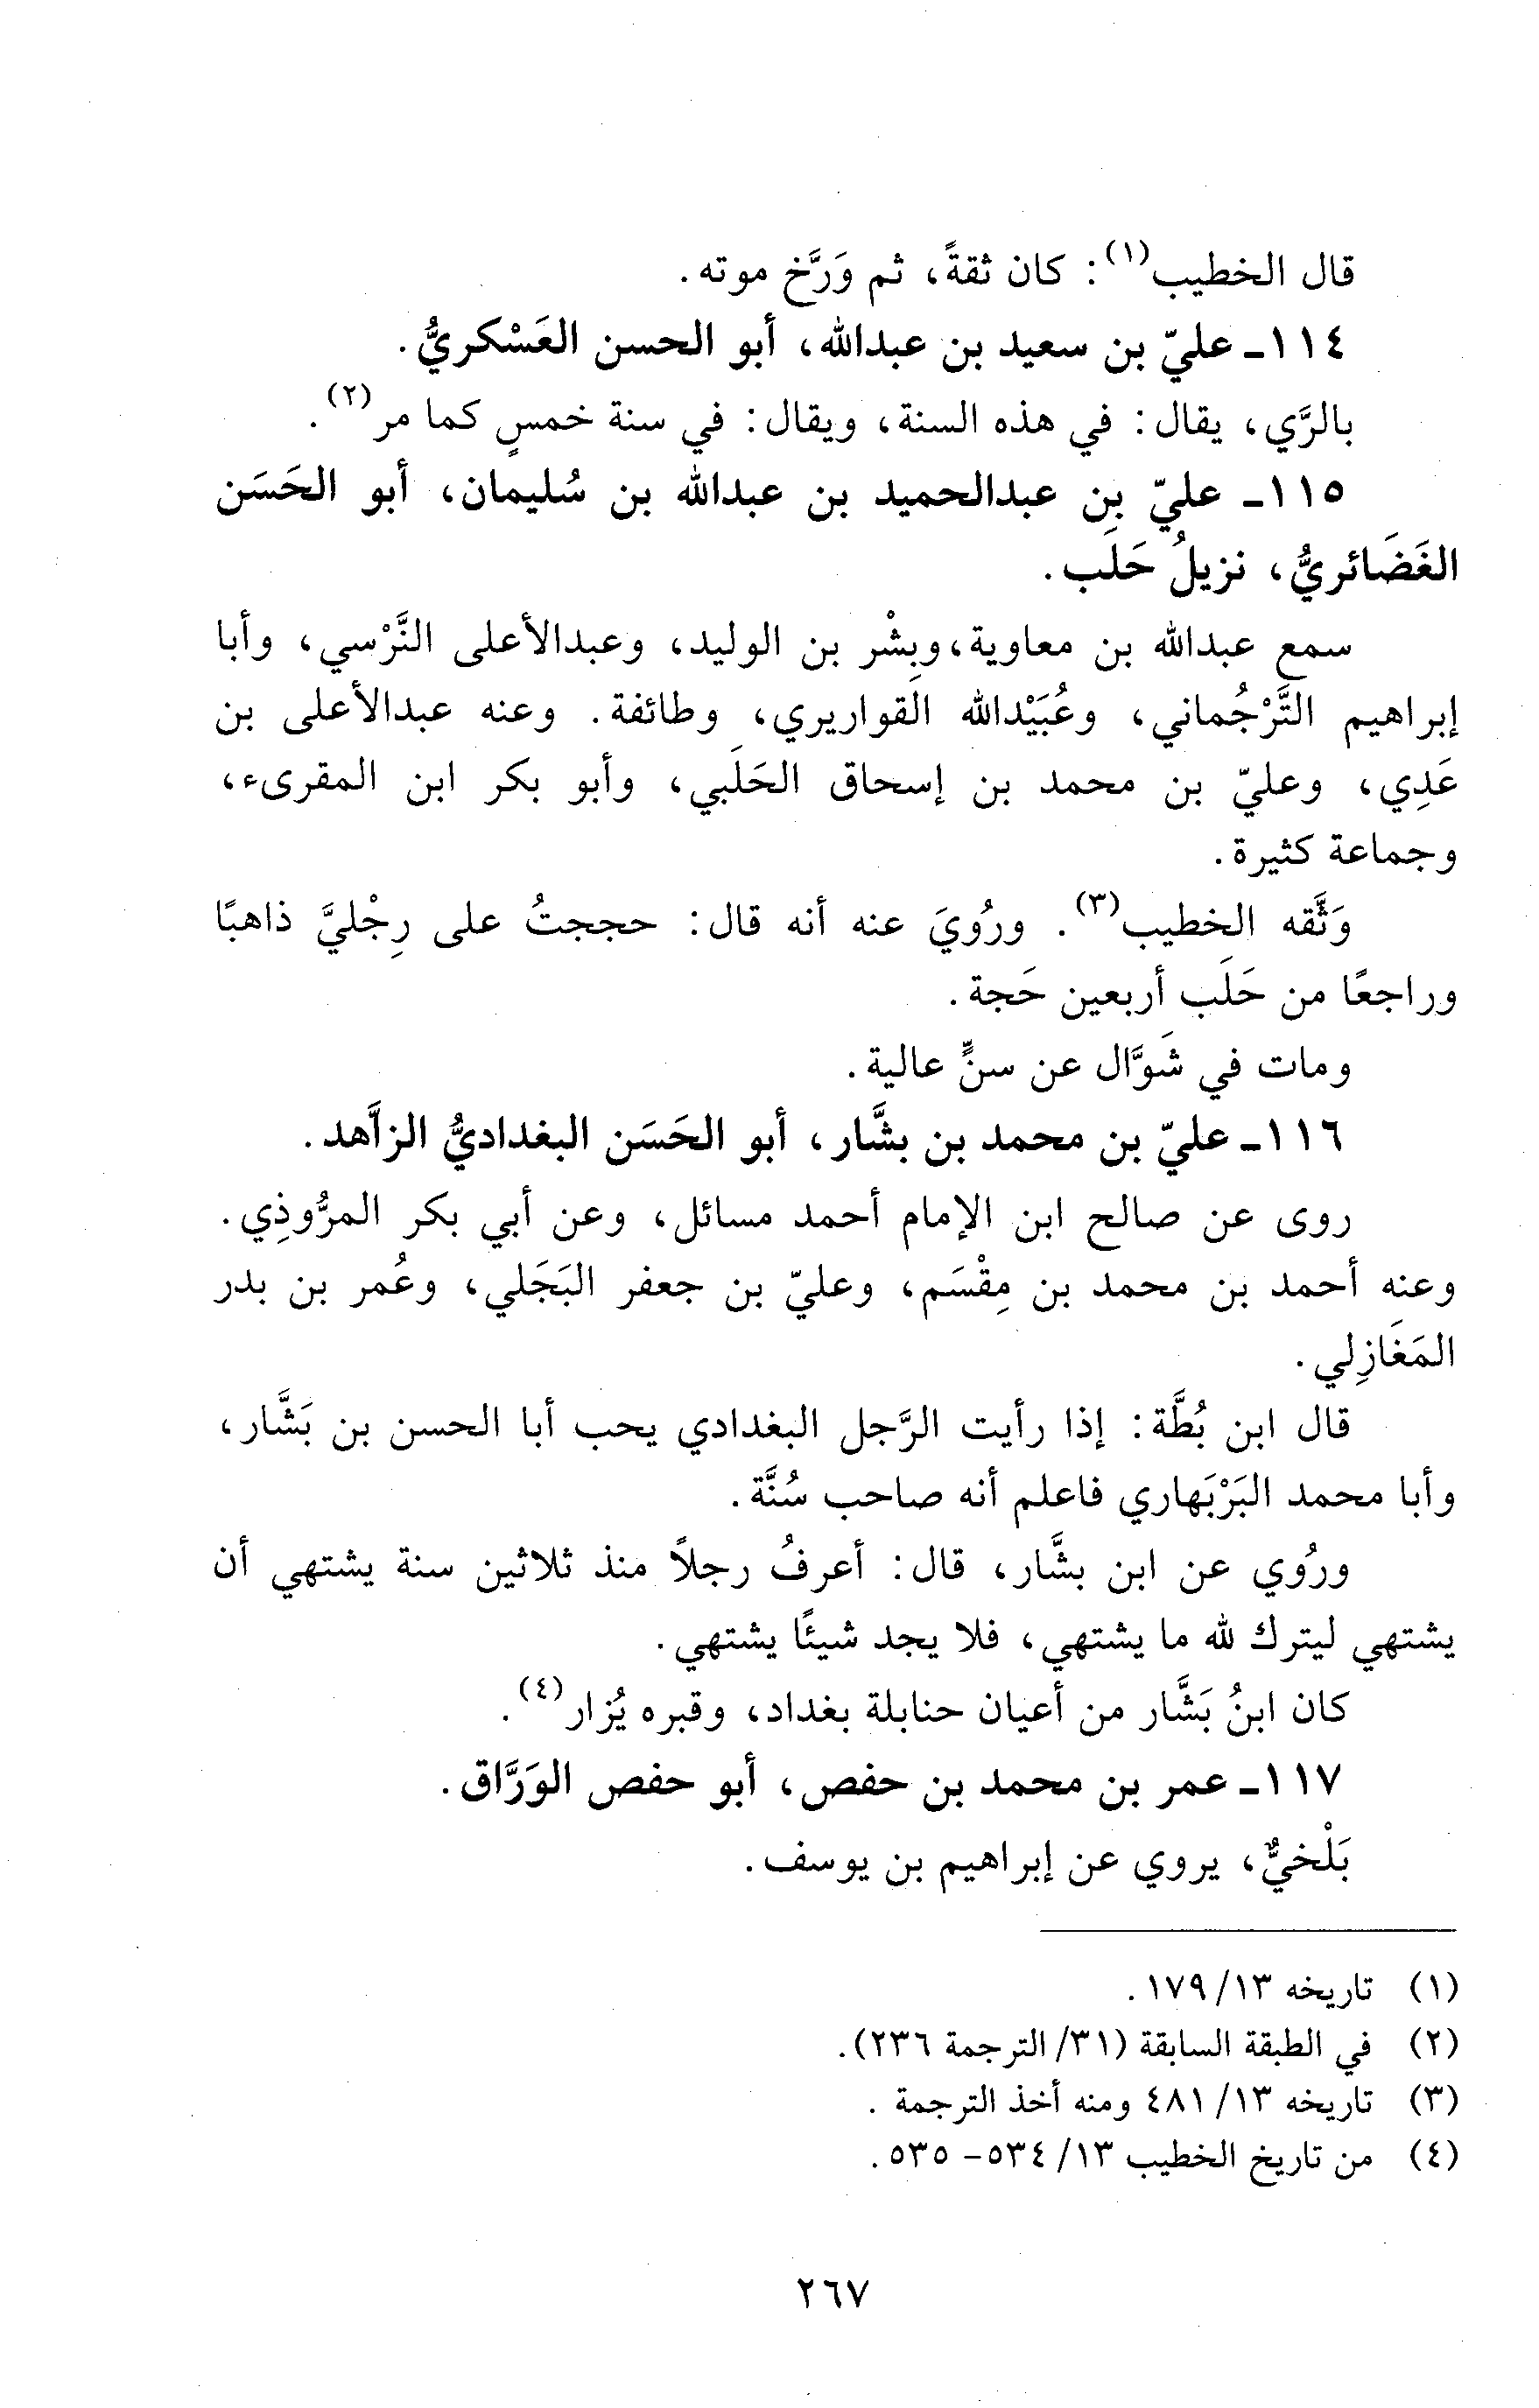 قال الخطيب(١): كان ثقةً، ثم وَرَّخ موته.
١١٤ـ عليّ بن سعيد بن عبدالله، أبو الحسن العَسْكريُّ.
بالرَّي، يقال: في هذه السنة، ويقال: في سنة خمسٍ كما مر(٢).
١١٥ـ عليّ بن عبدالحميد بن عبدالله بن سُليمان، أبو الحَسَن
الغَضَائريُّ، نزيلُ حَلَب.
سمع عبدالله بن معاوية، وبِشْر بن الوليد، وعبدالأعلى النَّرْسي، وأبا
إبراهيم التَّرْجُماني، وعُبَيْدالله القواريري، وطائفة. وعنه عبدالأعلى بن
عَدِي، وعليّ بن محمد بن إسحاق الحَلَبي، وأبو بكر ابن المقرىء،
وجماعة كثيرة.
وَثَّقه الخطيب(٣). ورُويَ عنه أنه قال: حججتُ على رِجْليَّ ذاهبًا
وراجعًا من حَلَب أربعين حَجة.
ومات في شَوَّال عن سنٍّ عالية.
١١٦ـ عليّ بن محمد بن بشَّار، أبو الحَسَن البغداديُّ الزاَّهد.
روى عن صالح ابن الإمام أحمد مسائل، وعن أبي بكر المرُّوذِي.
وعنه أحمد بن محمد بن مِقْسَم، وعليّ بن جعفر البَجَلي، وعُمر بن بدر
المَغَازِلي.
قال ابن بُطَّة: إذا رأيت الرَّجل البغدادي يحب أبا الحسن بن بَشَّار،
وأبا محمد البَرْبَهاري فاعلم أنه صاحب سُنَّة.
ورُوي عن ابن بشَّار، قال: أعرفُ رجلاً منذ ثلاثين سنة يشتهي أن
يشتهي ليترك لله ما يشتهي، فلا يجد شيئًا يشتهي.
كان ابنُ بَشَّار من أعيان حنابلة بغداد، وقبره يُزار(٤).
١١٧ـ عمر بن محمد بن حفص، أبو حفص الوَرَّاق.
بَلْخيٌّ، يروي عن إبراهيم بن يوسف.
(١) تاريخه ١٣/ ١٧٩.
(٢) في الطبقة السابقة (٣١/ الترجمة ٢٣٦).
(٣) تاريخه ١٣/ ٤٨١ ومنه أخذ الترجمة .
(٤) من تاريخ الخطيب ١٣/ ٥٣٤- ٥٣٥.
٢٦٧